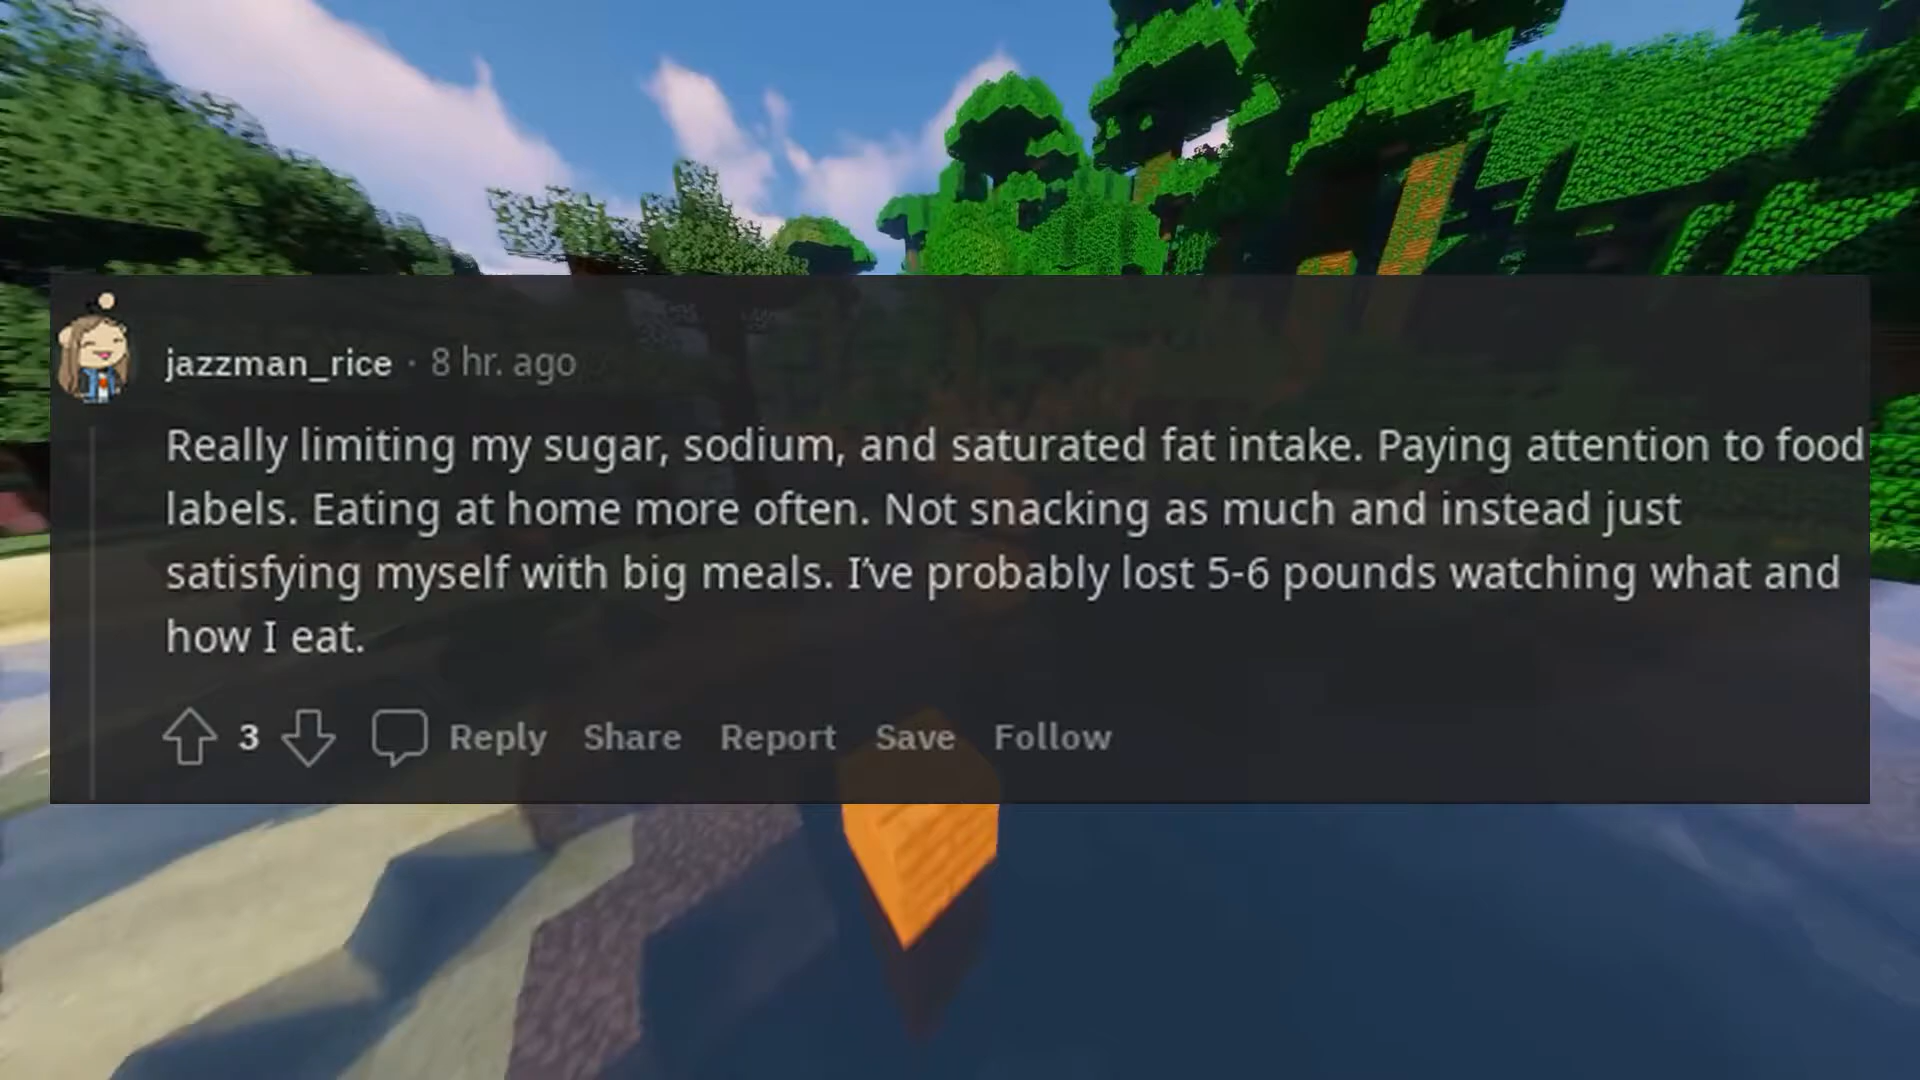 jazzman_rice · 8 hr. ago
Really limiting my sugar, sodium, and saturated fat intake. Paying attention to food
labels. Eating at home more often. Not snacking as much and instead just
satisfying myself with big meals. I've probably lost 5-6 pounds watching what and
how I eat.
3 Reply Share Report Save Follow